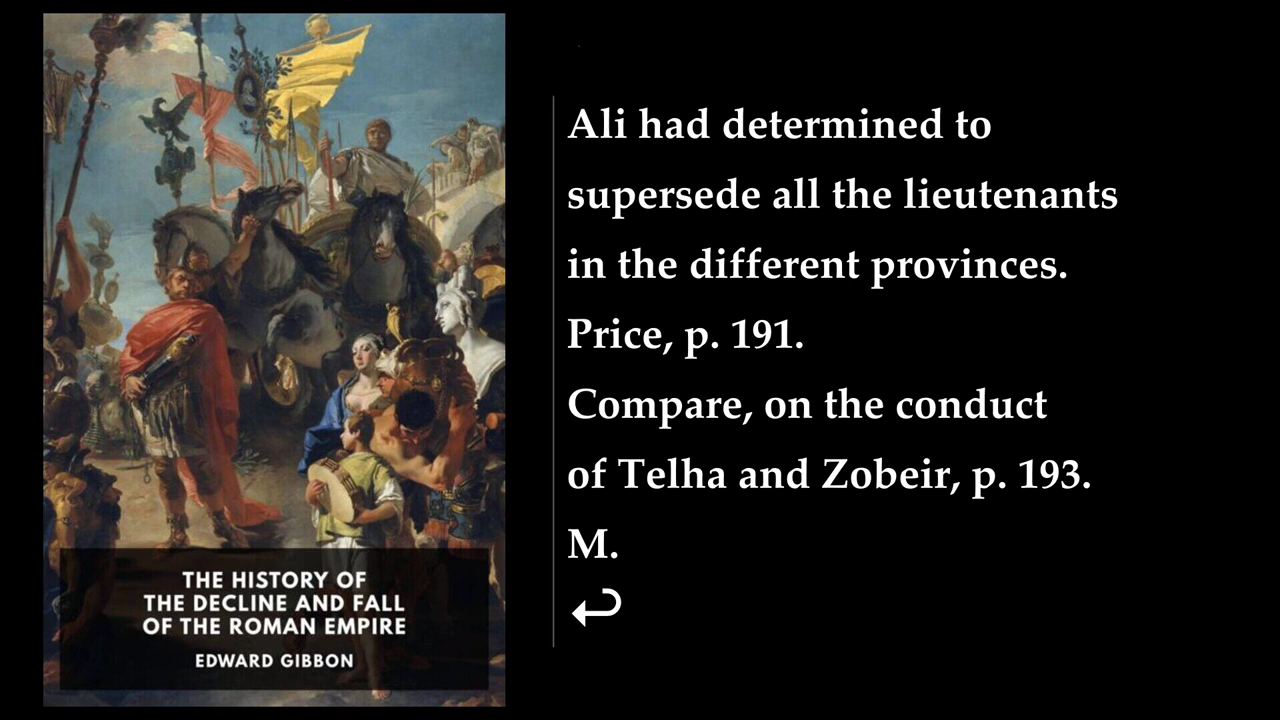 THE HISTORY OF
THE DECLINE AND FALL
OF THE ROMAN EMPIRE
EDWARD GIBBON
Ali had determined to
supersede all the lieutenants
in the different provinces.
Price, p. 191.
Compare, on the conduct
of Telha and Zobeir, p. 193.
M.
↩